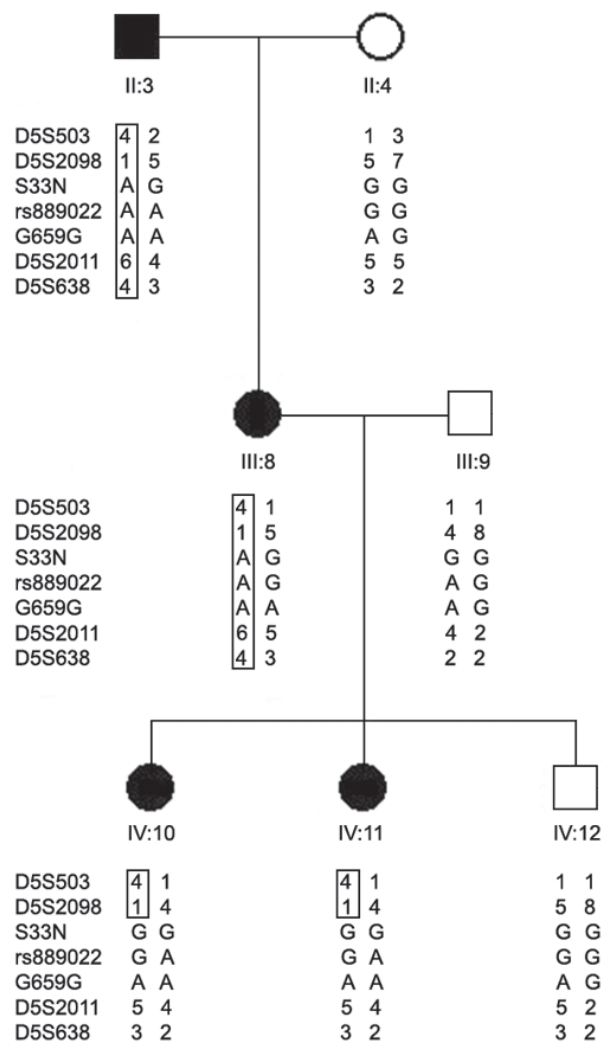 II:3 II:4
D5S503 4 2 1 3
D5S2098 1 5 5 7
S33N A G G G
rs889022 A A G G
G659G A A A G
D5S2011 6 4 5 5
D5S638 4 3 3 2
III:8 III:9
D5S503 4 1 1 1
D5S2098 1 5 4 8
S33N A G G G
rs889022 A G A G
G659G A A A G
D5S2011 6 5 4 2
D5S638 4 3 2 2
IV:10 IV:11 IV:12
D5S503 4 1 4 1 1 1
D5S2098 1 4 1 4 5 8
S33N G G G G G G
rs889022 G A G A G G
G659G A A A A A G
D5S2011 5 4 5 4 5 2
D5S638 3 2 3 2 3 2